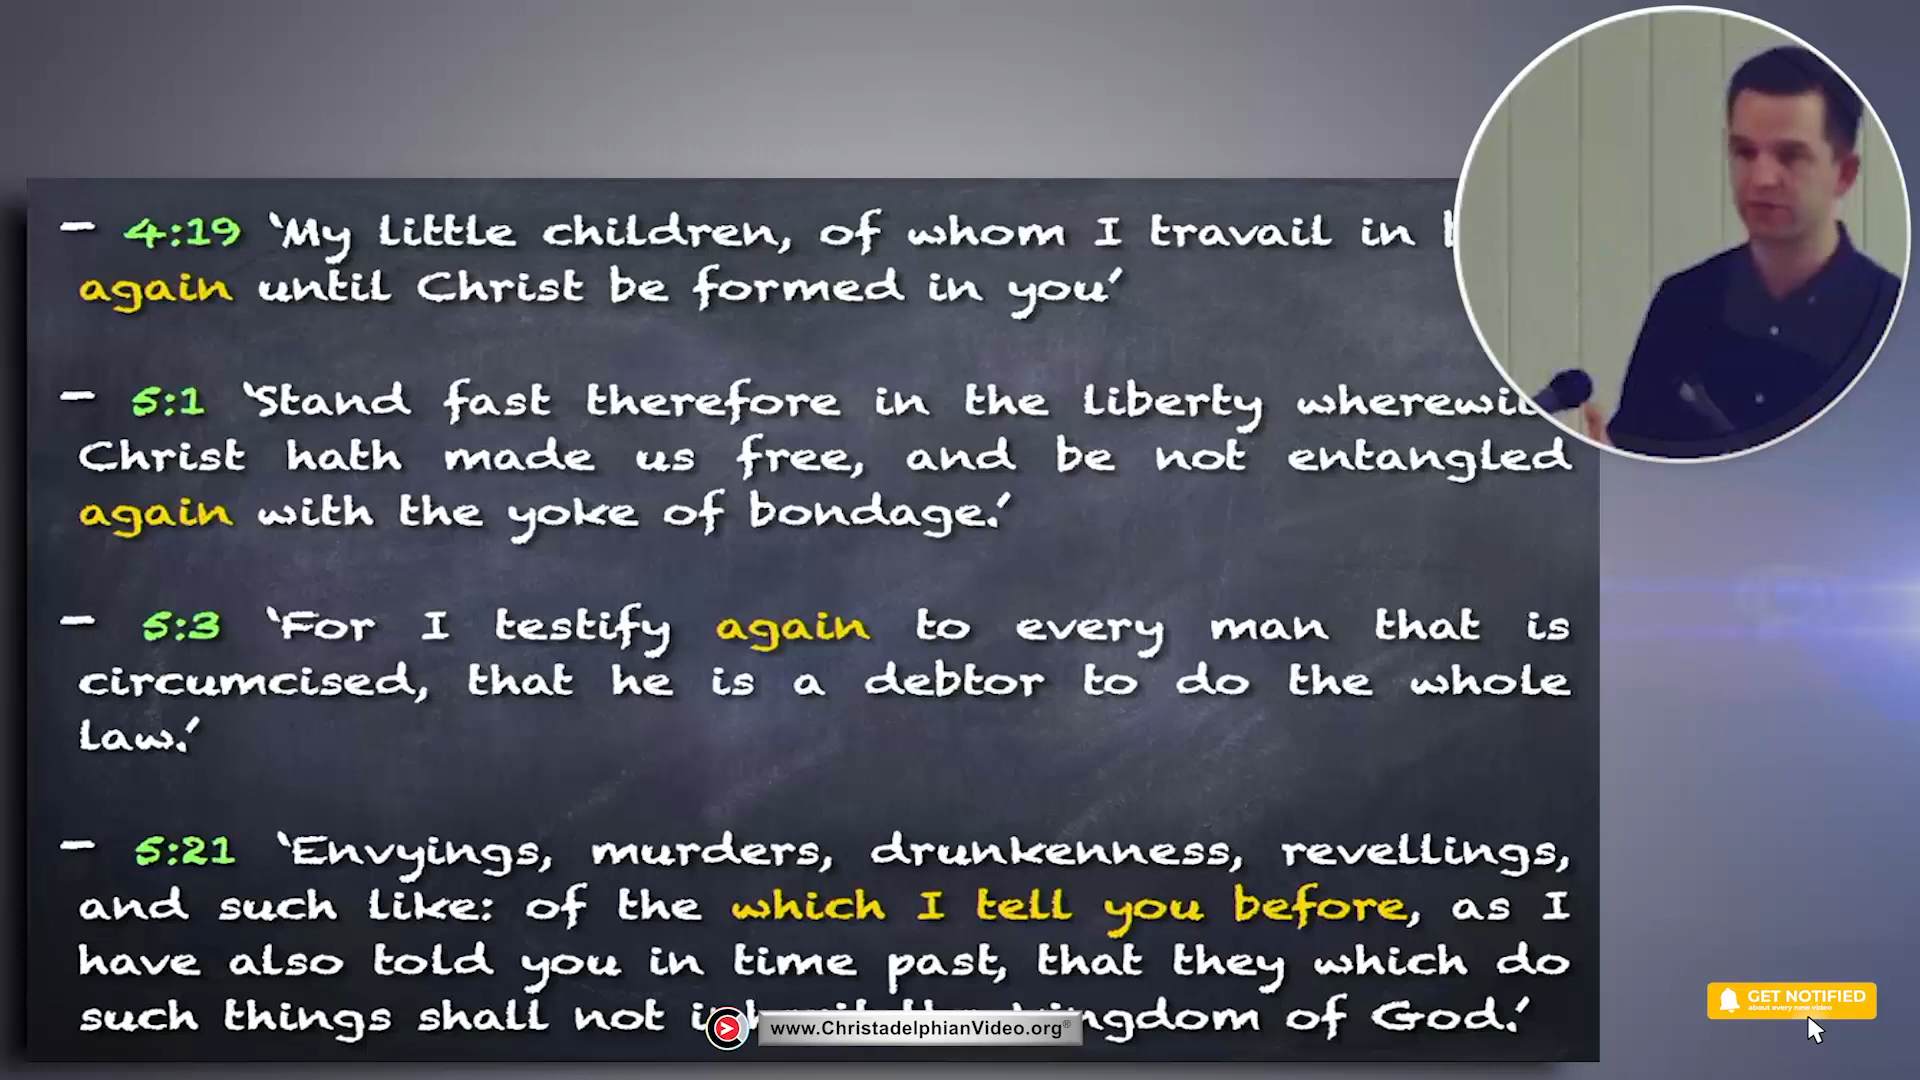 – 4:19 ‘My little children, of whom I travail in
again until Christ be formed in you’
– 5:1 ‘Stand fast therefore in the liberty
Christ hath made us free, and be not entangled
again with the yoke of bondage.’
– 5:3 ‘For I testify again to every man that is
circumcised, that he is a debtor to do the whole
law.’
– 5:21 ‘Envyings, murders, drunkenness, revellings,
and such like: of the which I tell you before, as I
have also told you in time past, that they which do
such things shall not of God.’
www.ChristadelphianVideo.org®
GET NOTIFIED
about every new video